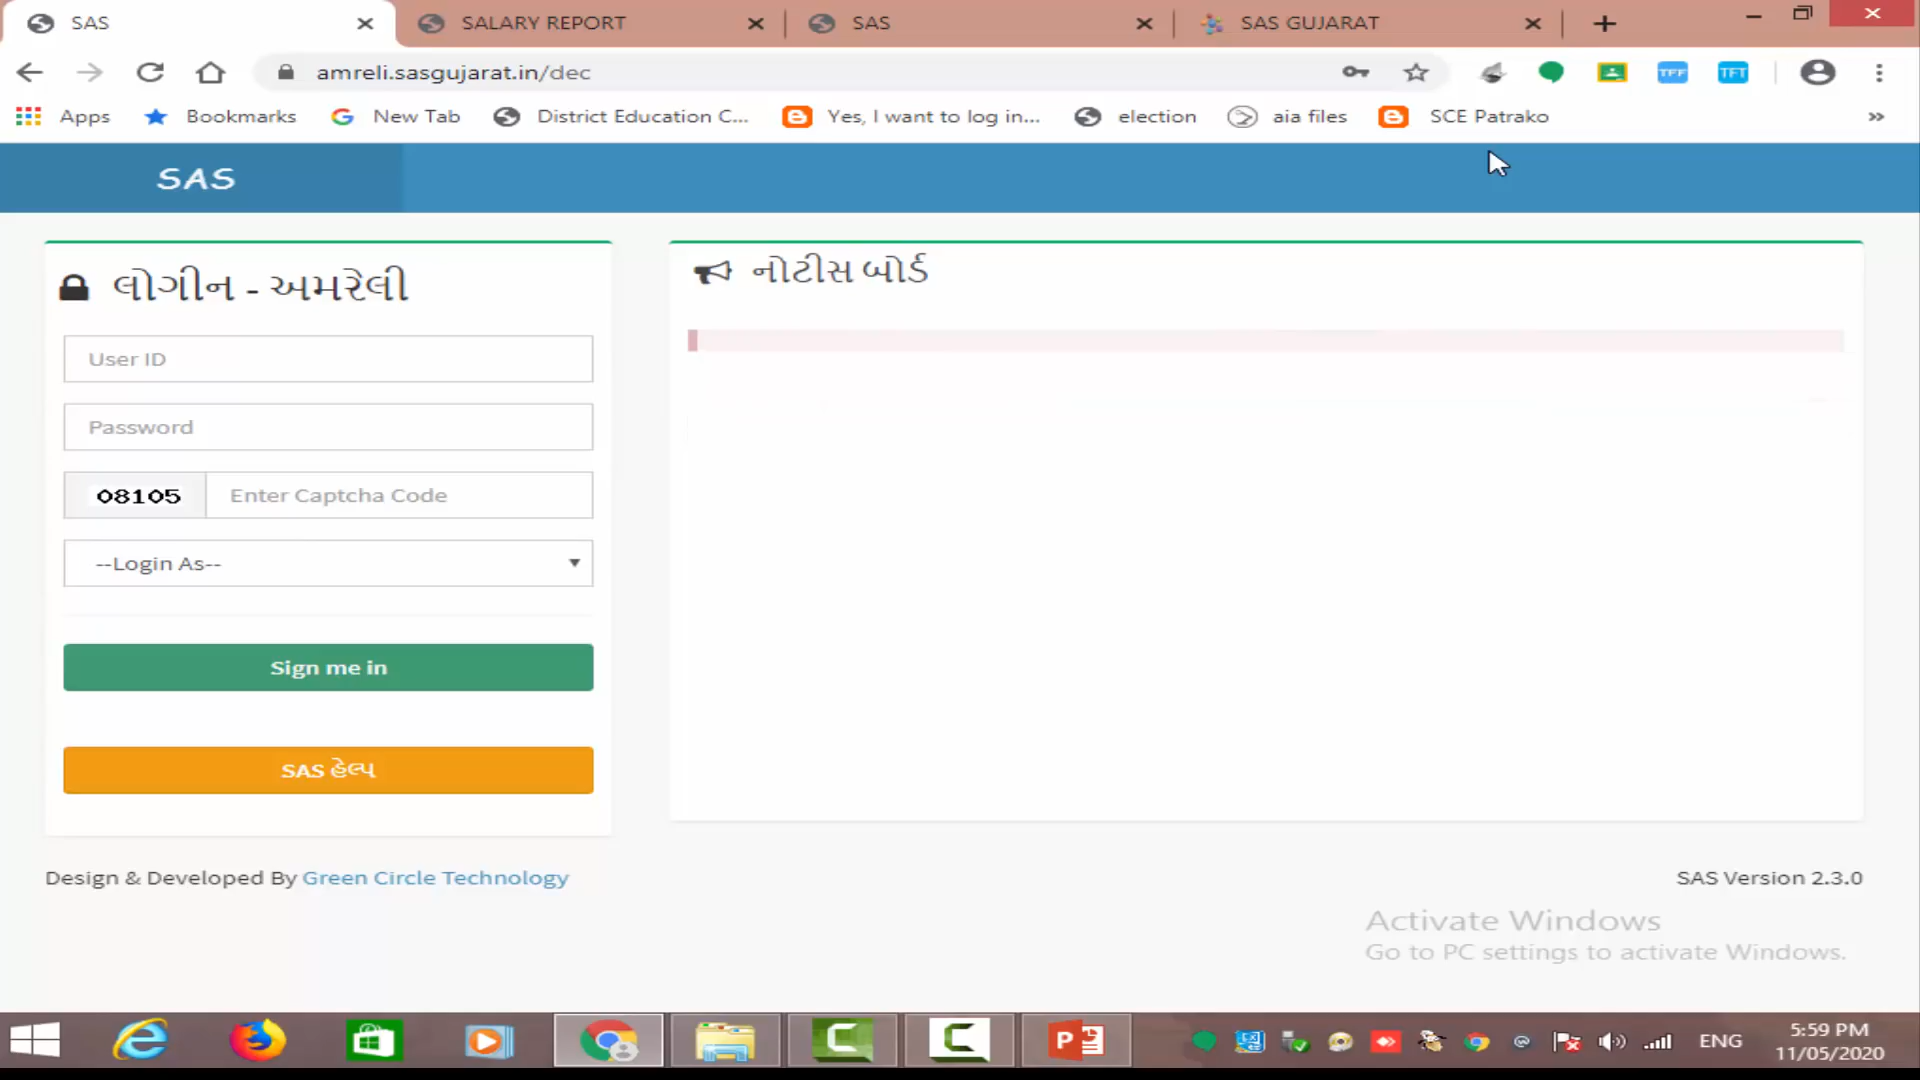 SAS
SALARY REPORT
SAS
SAS GUJARAT
amreli.sasgujarat.in/dec
TFF
TFT
Apps
Bookmarks
New Tab
District Education C...
Yes, I want to log in...
election
aia files
SCE Patrako
»
SAS
લોગીન - અમરેલી
નોટીસ બોર્ડ
User ID
Password
08105
Enter Captcha Code
--Login As--
Sign me in
SAS હેલ્પ
Design & Developed By Green Circle Technology
SAS Version 2.3.0
Activate Windows
Go to PC settings to activate Windows.
ENG
5:59 PM
11/05/2020